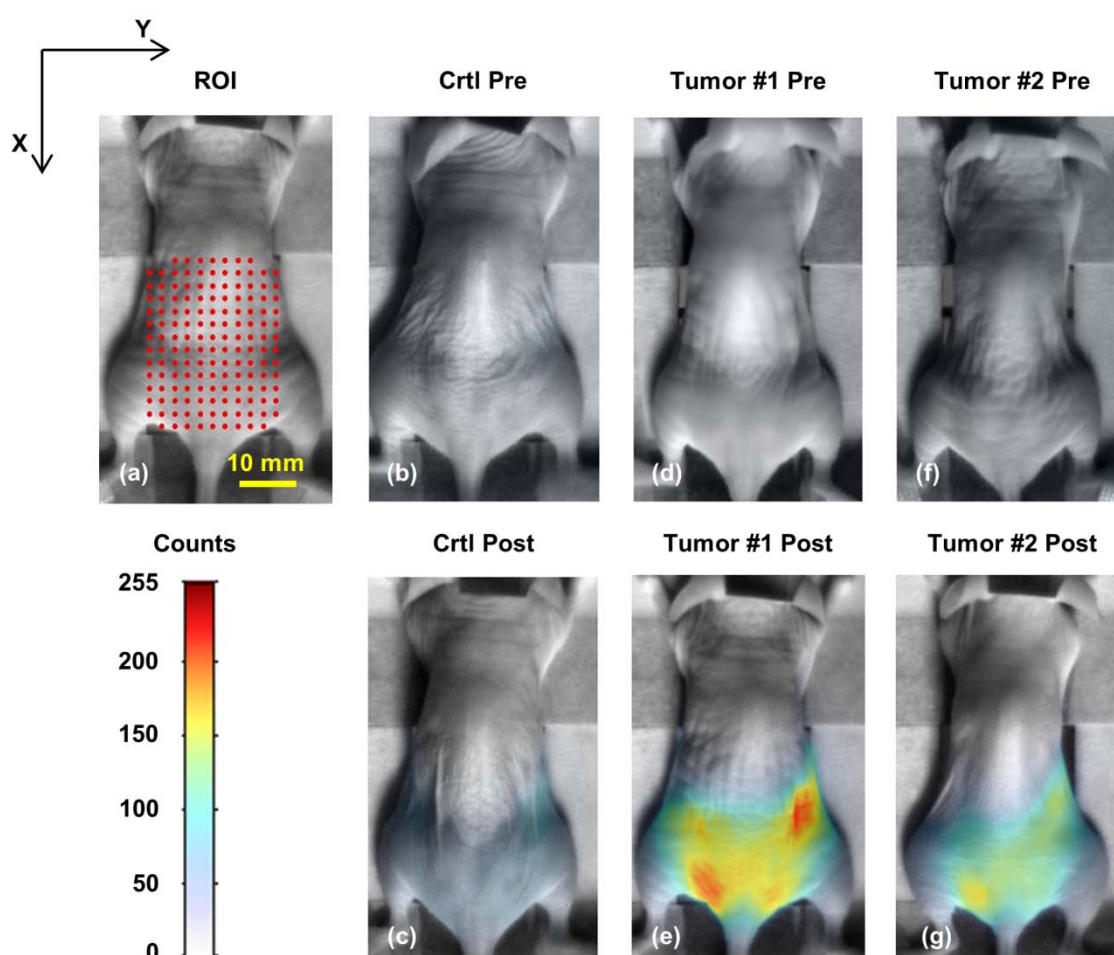 Y
X
ROI
Crtl Pre
Tumor #1 Pre
Tumor #2 Pre
(a)
10 mm
(b)
(d)
(f)
Counts
Crtl Post
Tumor #1 Post
Tumor #2 Post
255
200
150
100
50
0
(c)
(e)
(g)